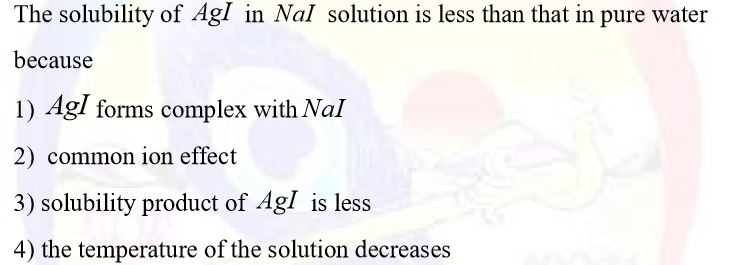 The solubility of AgI in NaI solution is less than that in pure water
because
1) AgI forms complex with NaI
2) common ion effect
3) solubility product of AgI is less
4) the temperature of the solution decreases